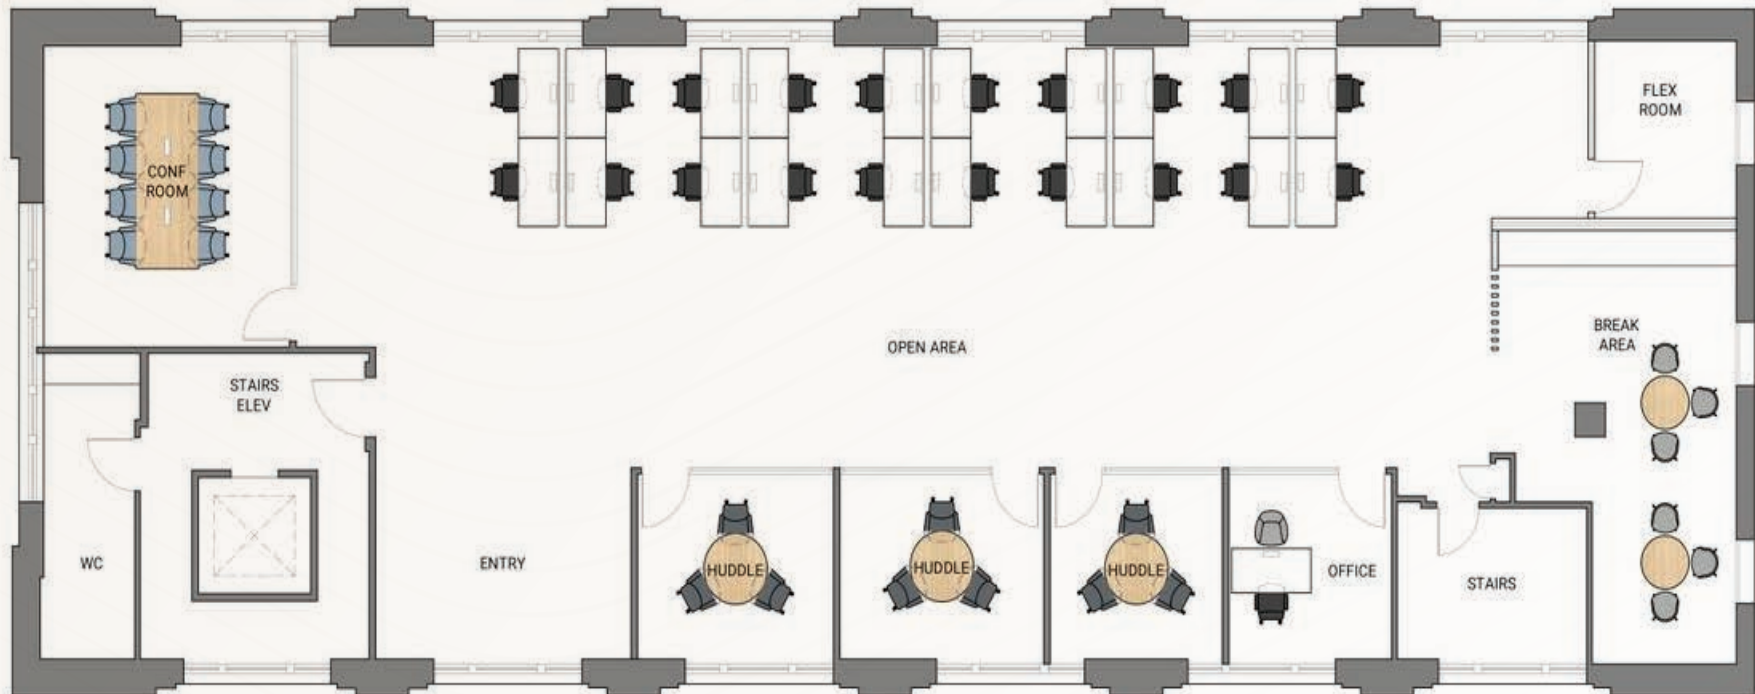 FLEX
ROOM
CONF
ROOM
BREAK
AREA
OPEN AREA
STAIRS
ELEV
WC
ENTRY
HUDDLE
HUDDLE
HUDDLE
OFFICE
STAIRS